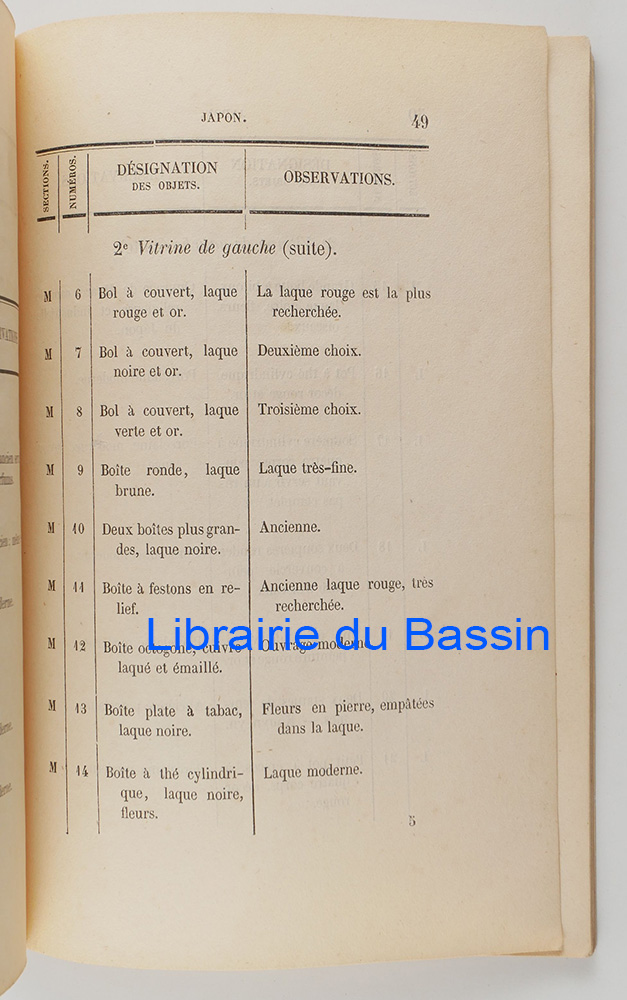 JAPON. 49
SECTIONS. NUMÉROS. DÉSIGNATION DES OBJETS. OBSERVATIONS.
2e Vitrine de gauche (suite).
M 6 Bol à couvert, laque La laque rouge est la plus
rouge et or. recherchée.
M 7 Bol à couvert, laque Deuxième choix.
noire et or.
M 8 Bol à couvert, laque Troisième choix.
verte et or.
M 9 Boîte ronde, laque Laque très-fine.
brune.
M 10 Deux boîtes plus gran- Ancienne.
des, laque noire.
M 11 Boîte à festons en re- Ancienne laque rouge, très
lief. recherchée.
Librairie du Bassin
M 12 Boîte octogone, cuivre Ouvrage moderne.
laqué et émaillé.
M 13 Boîte plate à tabac, Fleurs en pierre, empâtées
laque noire. dans la laque.
M 14 Boîte à thé cylindri- Laque moderne.
que, laque noire,
fleurs.
5